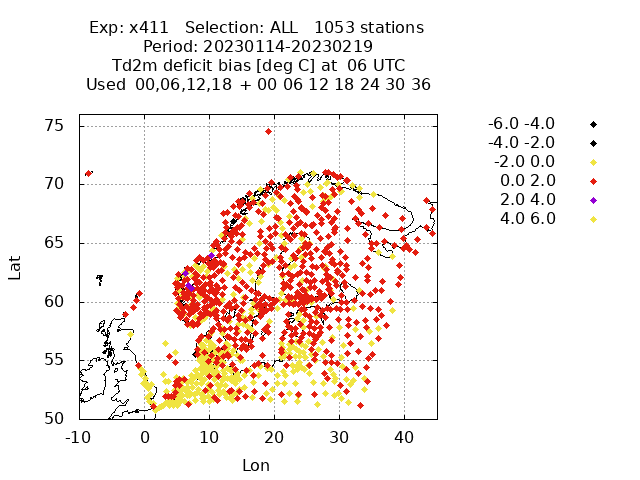 Exp: x411   Selection: ALL   1053 stations
Period: 20230114-20230219
Td2m deficit bias [deg C] at  06 UTC
Used  00,06,12,18 + 00 06 12 18 24 30 36
-6.0 -4.0
-4.0 -2.0
-2.0 0.0
0.0 2.0
2.0 4.0
4.0 6.0
75
70
65
60
55
50
Lat
-10 0 10 20 30 40
Lon